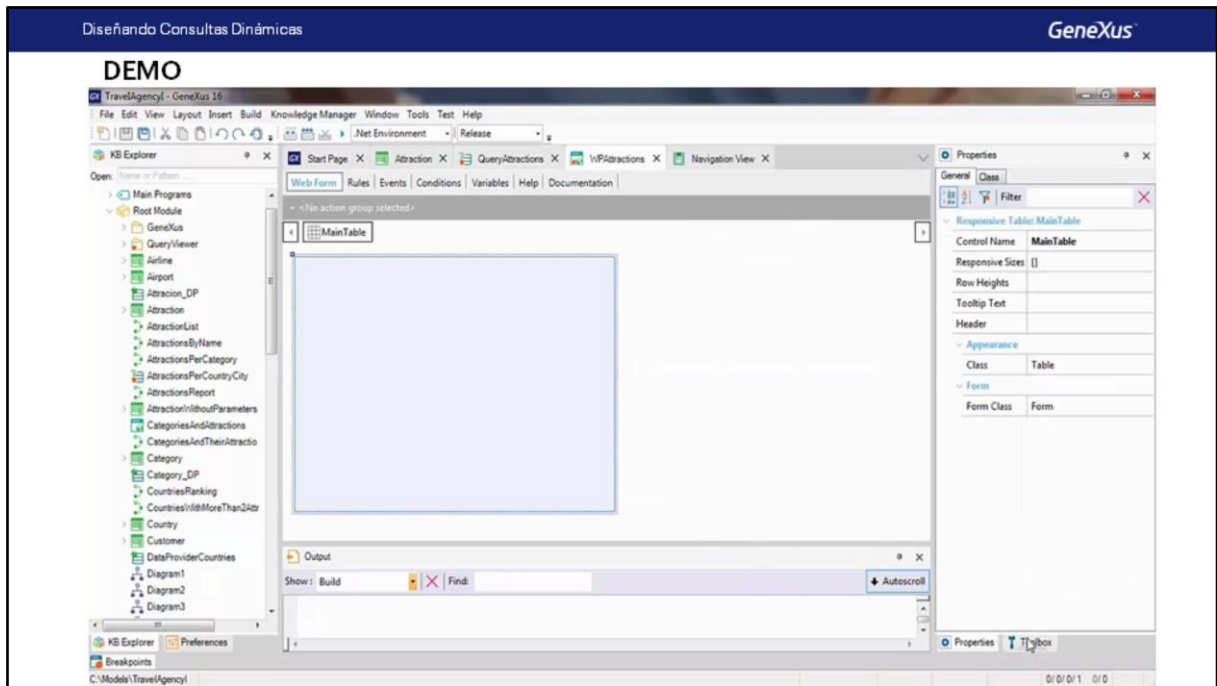 Diseñando Consultas Dinámicas
GeneXus
DEMO
TravelAgencyI - GeneXus 16
File Edit View Layout Insert Build Knowledge Manager Window Tools Test Help
.Net Environment Release
KB Explorer
Open: Name or Pattern...
Main Programs
Root Module
GeneXus
QueryViewer
Airline
Airport
Attracion_DP
Attraction
AttractionList
AttractionsByName
AttractionsPerCategory
AttractionsPerCountryCity
AttractionsReport
AttractionWithoutParameters
CategoriesAndAttractions
CategoriesAndTheirAttractio
Category
Category_DP
CountriesRanking
CountriesWithMoreThan2Attr
Country
Customer
DataProviderCountries
Diagram1
Diagram2
Diagram3
KB Explorer Preferences
Breakpoints
C:\Models\TravelAgencyI
Start Page Attraction QueryAttractions WPAttractions Navigation View
Web Form Rules Events Conditions Variables Help Documentation
<No action group selected>
MainTable
Output
Show: Build Find: Autoscroll
Properties
General Class
Filter
Responsive Table: MainTable
Control Name MainTable
Responsive Sizes []
Row Heights
Tooltip Text
Header
Appearance
Class Table
Form
Form Class Form
Properties Toolbox
0/0/0/1 0/0